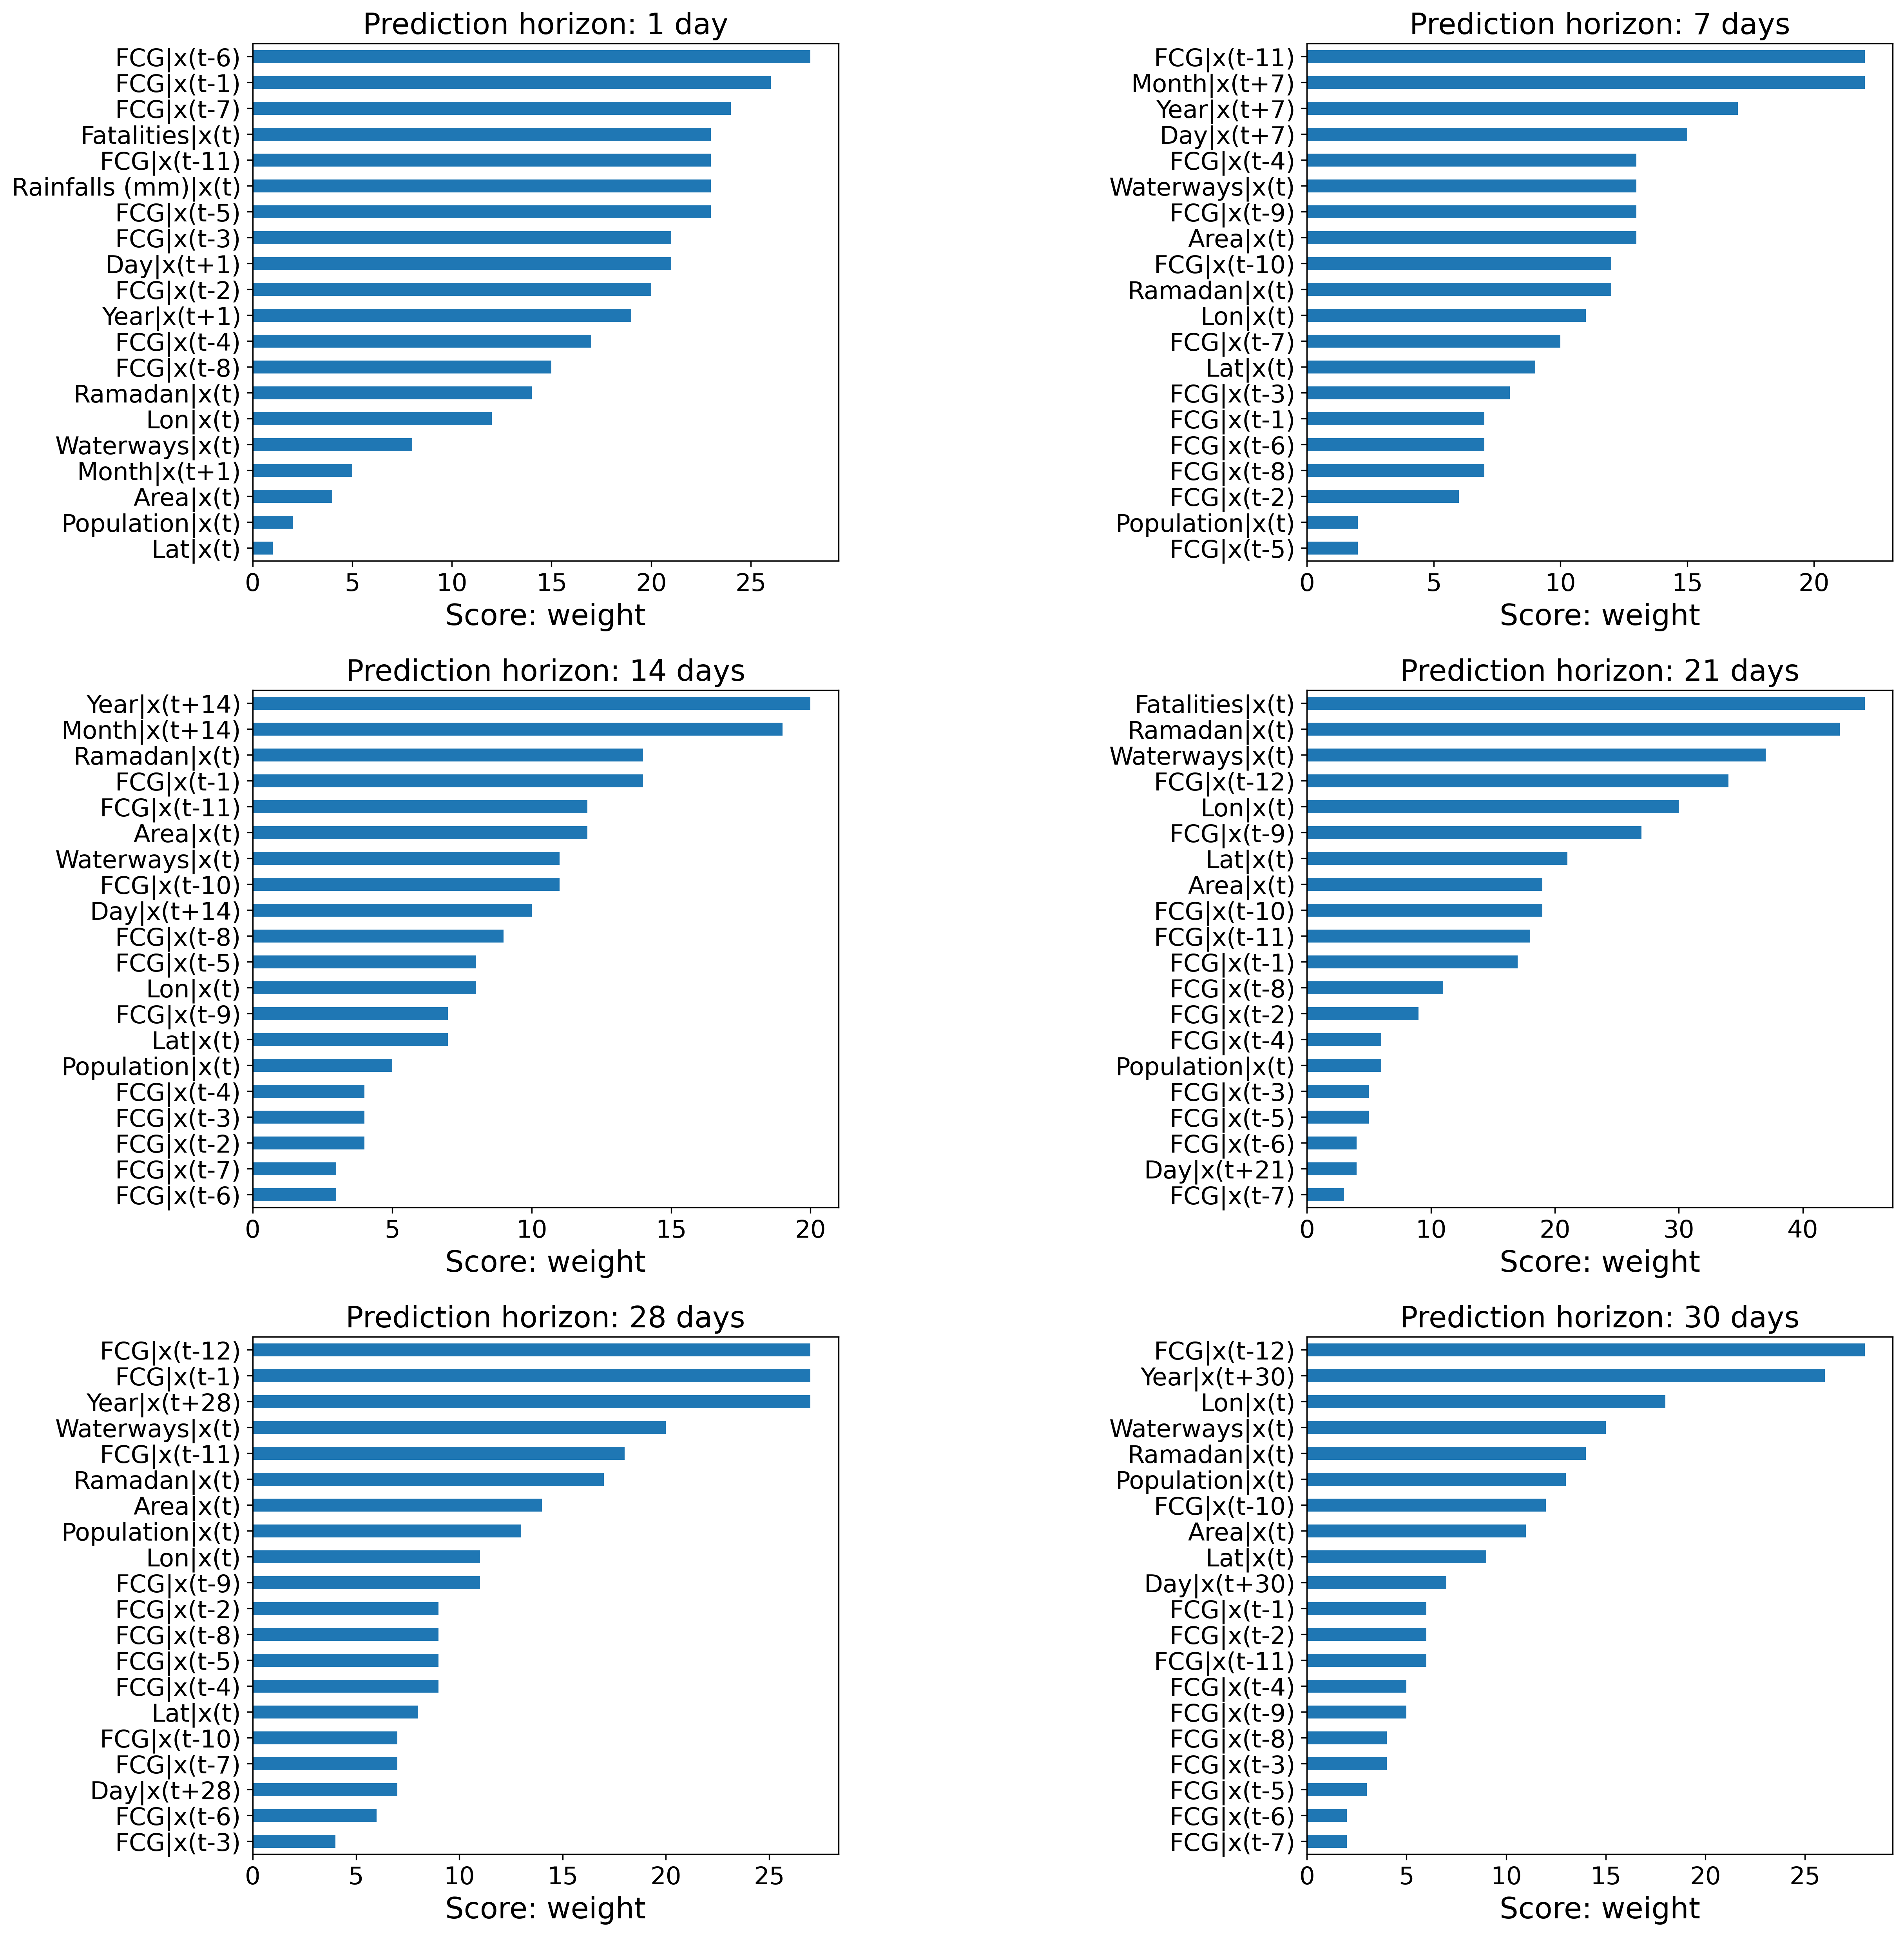 Prediction horizon: 1 day
FCG|x(t-6)
FCG|x(t-1)
FCG|x(t-7)
Fatalities|x(t)
FCG|x(t-11)
Rainfalls (mm)|x(t)
FCG|x(t-5)
FCG|x(t-3)
Day|x(t+1)
FCG|x(t-2)
Year|x(t+1)
FCG|x(t-4)
FCG|x(t-8)
Ramadan|x(t)
Lon|x(t)
Waterways|x(t)
Month|x(t+1)
Area|x(t)
Population|x(t)
Lat|x(t)
0 5 10 15 20 25
Score: weight
Prediction horizon: 7 days
FCG|x(t-11)
Month|x(t+7)
Year|x(t+7)
Day|x(t+7)
FCG|x(t-4)
Waterways|x(t)
FCG|x(t-9)
Area|x(t)
FCG|x(t-10)
Ramadan|x(t)
Lon|x(t)
FCG|x(t-7)
Lat|x(t)
FCG|x(t-3)
FCG|x(t-1)
FCG|x(t-6)
FCG|x(t-8)
FCG|x(t-2)
Population|x(t)
FCG|x(t-5)
0 5 10 15 20
Score: weight
Prediction horizon: 14 days
Year|x(t+14)
Month|x(t+14)
Ramadan|x(t)
FCG|x(t-1)
FCG|x(t-11)
Area|x(t)
Waterways|x(t)
FCG|x(t-10)
Day|x(t+14)
FCG|x(t-8)
FCG|x(t-5)
Lon|x(t)
FCG|x(t-9)
Lat|x(t)
Population|x(t)
FCG|x(t-4)
FCG|x(t-3)
FCG|x(t-2)
FCG|x(t-7)
FCG|x(t-6)
0 5 10 15 20
Score: weight
Prediction horizon: 21 days
Fatalities|x(t)
Ramadan|x(t)
Waterways|x(t)
FCG|x(t-12)
Lon|x(t)
FCG|x(t-9)
Lat|x(t)
Area|x(t)
FCG|x(t-10)
FCG|x(t-11)
FCG|x(t-1)
FCG|x(t-8)
FCG|x(t-2)
FCG|x(t-4)
Population|x(t)
FCG|x(t-3)
FCG|x(t-5)
FCG|x(t-6)
Day|x(t+21)
FCG|x(t-7)
0 10 20 30 40
Score: weight
Prediction horizon: 28 days
FCG|x(t-12)
FCG|x(t-1)
Year|x(t+28)
Waterways|x(t)
FCG|x(t-11)
Ramadan|x(t)
Area|x(t)
Population|x(t)
Lon|x(t)
FCG|x(t-9)
FCG|x(t-2)
FCG|x(t-8)
FCG|x(t-5)
FCG|x(t-4)
Lat|x(t)
FCG|x(t-10)
FCG|x(t-7)
Day|x(t+28)
FCG|x(t-6)
FCG|x(t-3)
0 5 10 15 20 25
Score: weight
Prediction horizon: 30 days
FCG|x(t-12)
Year|x(t+30)
Lon|x(t)
Waterways|x(t)
Ramadan|x(t)
Population|x(t)
FCG|x(t-10)
Area|x(t)
Lat|x(t)
Day|x(t+30)
FCG|x(t-1)
FCG|x(t-2)
FCG|x(t-11)
FCG|x(t-4)
FCG|x(t-9)
FCG|x(t-8)
FCG|x(t-3)
FCG|x(t-5)
FCG|x(t-6)
FCG|x(t-7)
0 5 10 15 20 25
Score: weight